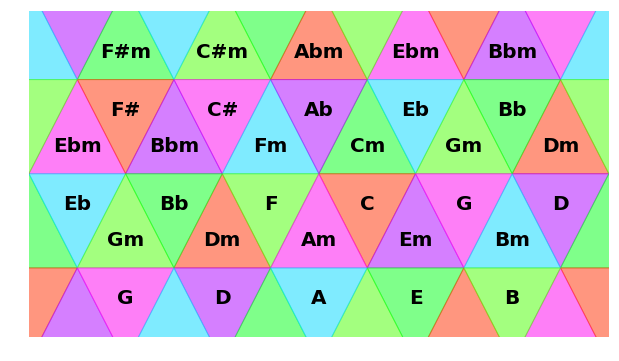 F#m C#m Abm Ebm Bbm
F# C# Ab Eb Bb
Ebm Bbm Fm Cm Gm Dm
Eb Bb F C G D
Gm Dm Am Em Bm
G D A E B